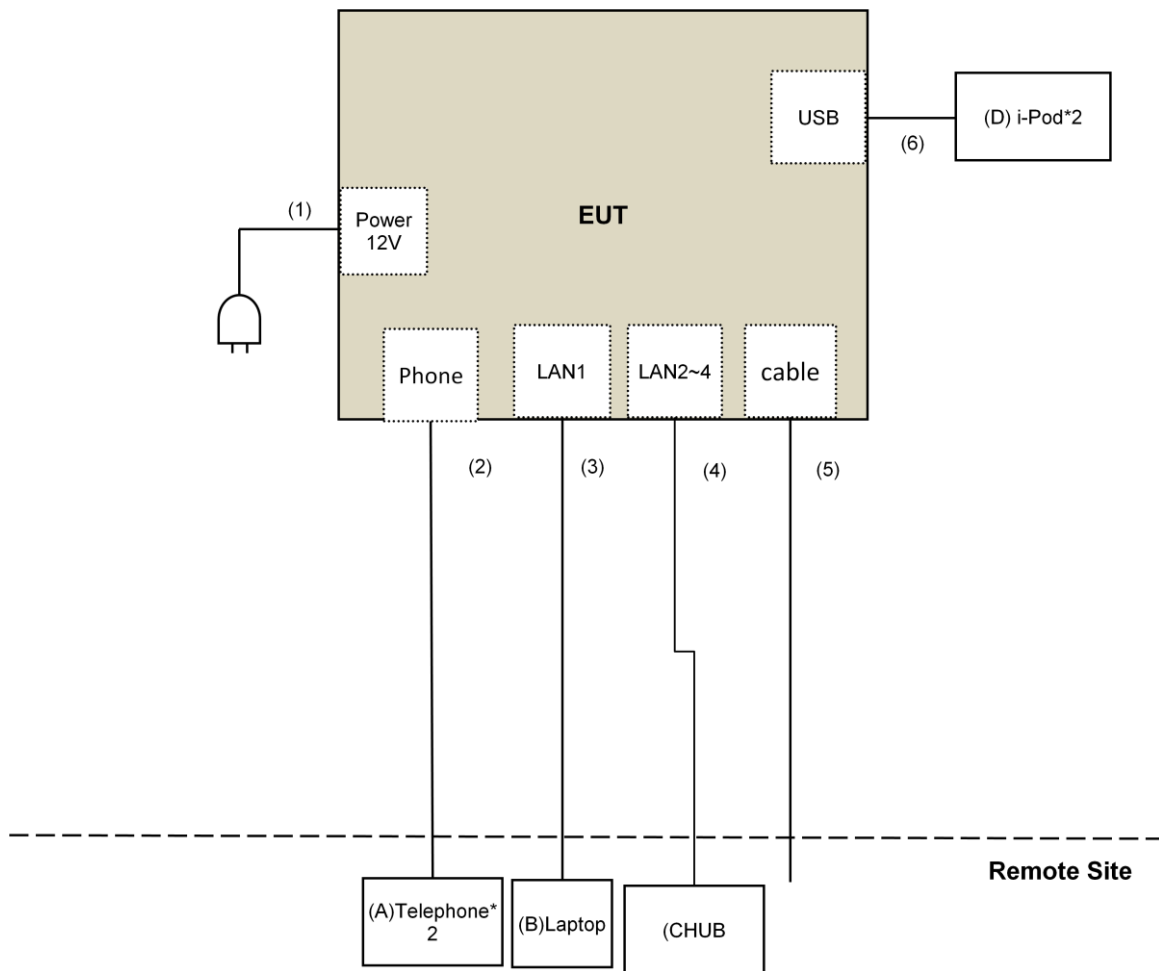 USB
(D) i-Pod*2
(6)
(1)
Power
12V
EUT
Phone
LAN1
LAN2~4
cable
(2)
(3)
(4)
(5)
Remote Site
(A)Telephone*
2
(B)Laptop
(CHUB